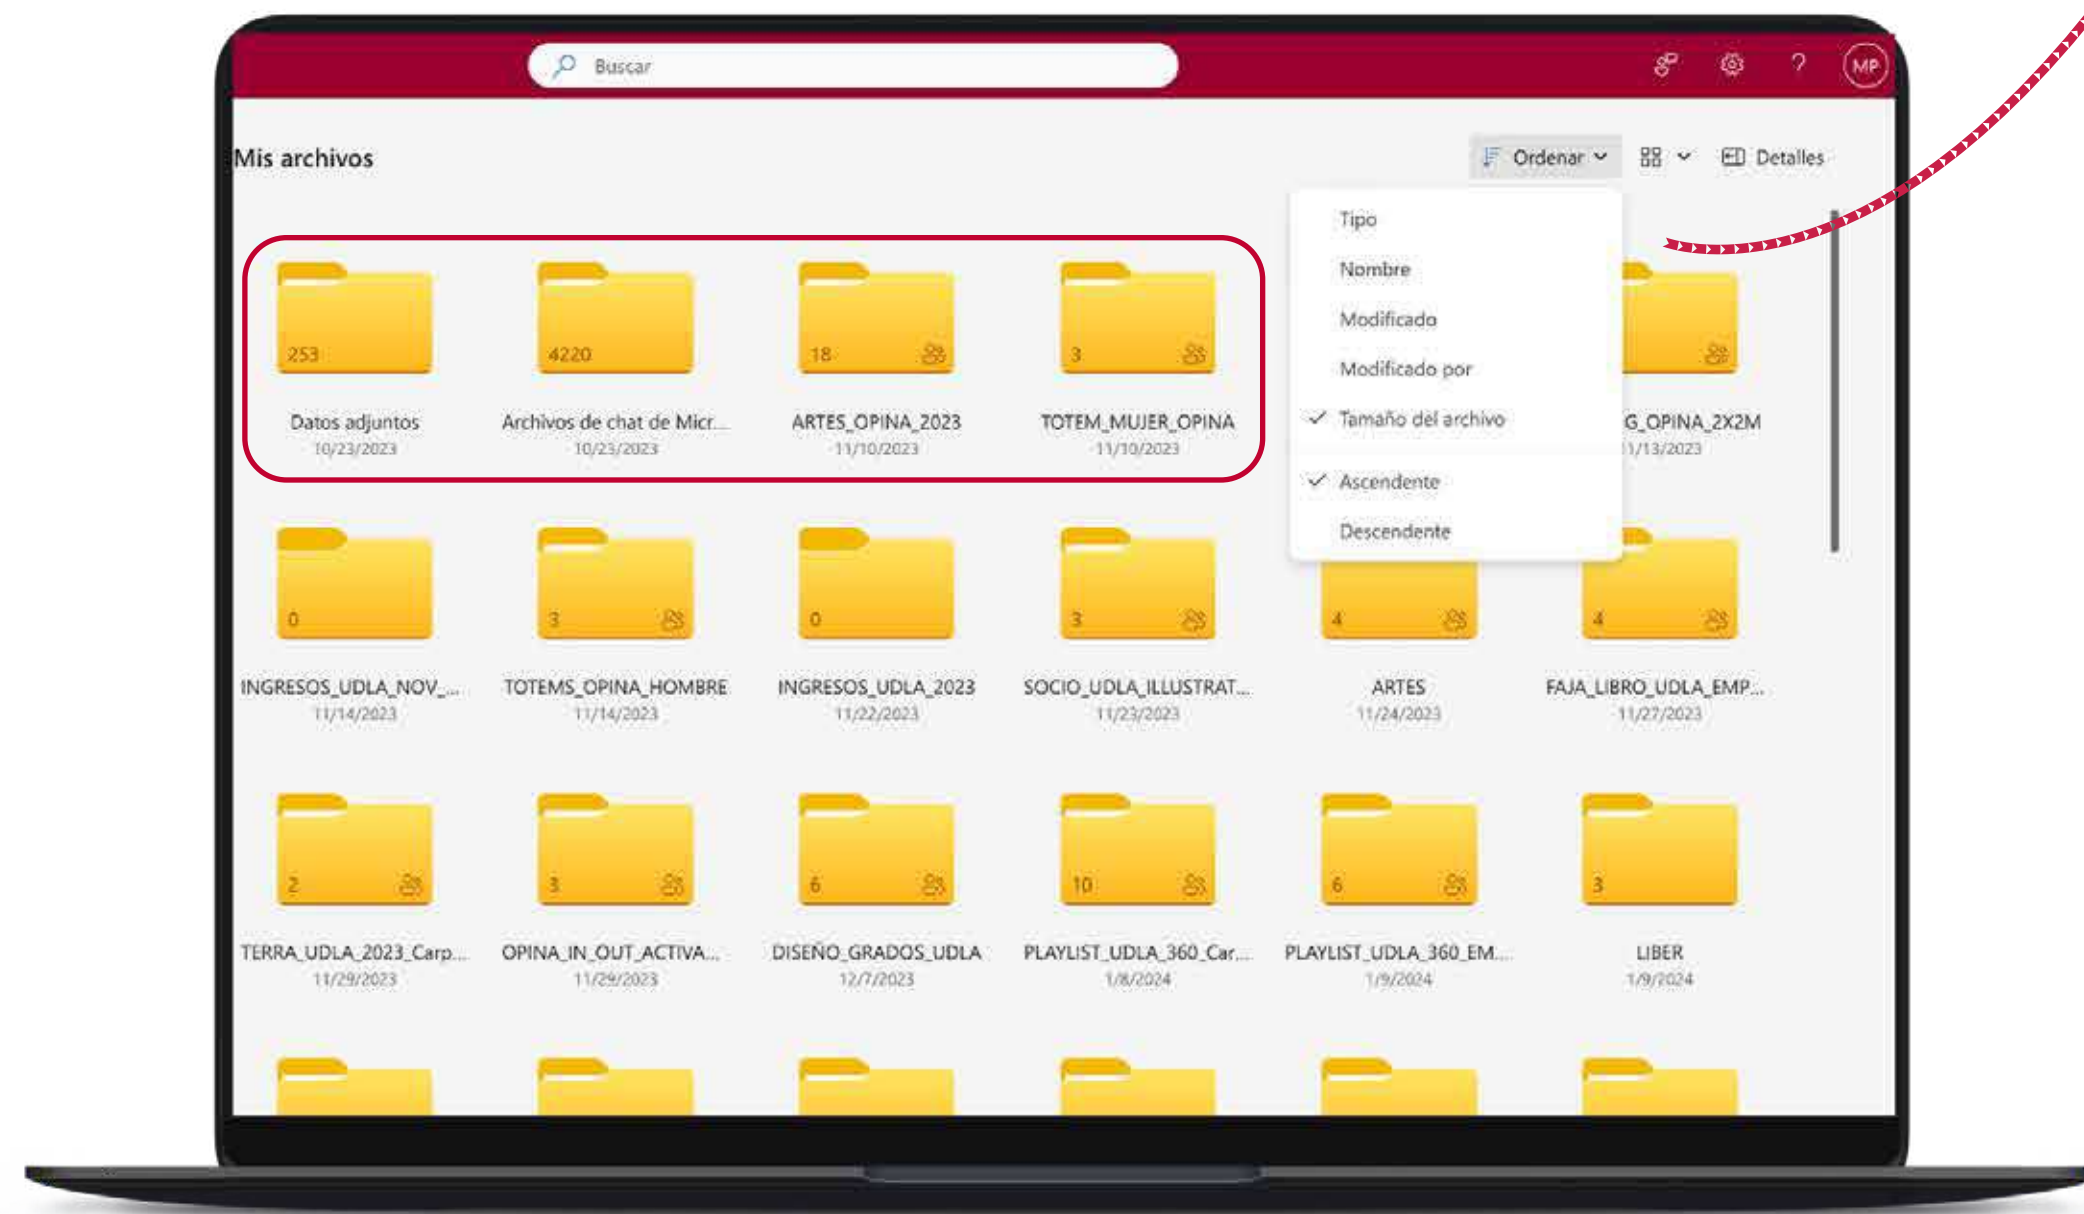 Buscar
MP
Mis archivos
Ordenar
Detalles
Tipo
Nombre
Modificado
Modificado por
Tamaño del archivo
Ascendente
Descendente
253
4220
18
3
Datos adjuntos
Archivos de chat de Micr...
ARTES_OPINA_2023
TOTEM_MUJER_OPINA
G_OPINA_2X2M
10/23/2023
10/23/2023
11/10/2023
11/10/2023
1/13/2023
0
3
0
3
4
4
INGRESOS_UDLA_NOV_...
TOTEMS_OPINA_HOMBRE
INGRESOS_UDLA_2023
SOCIO_UDLA_ILLUSTRAT...
ARTES
FAJA_LIBRO_UDLA_EMP...
11/14/2023
11/14/2023
11/22/2023
11/23/2023
11/24/2023
11/27/2023
2
3
6
10
6
3
TERRA_UDLA_2023_Carp...
OPINA_IN_OUT_ACTIVA...
DISEÑO_GRADOS_UDLA
PLAYLIST_UDLA_360_Car...
PLAYLIST_UDLA_360_EM...
LIBER
11/29/2023
11/29/2023
12/7/2023
1/8/2024
1/9/2024
1/9/2024